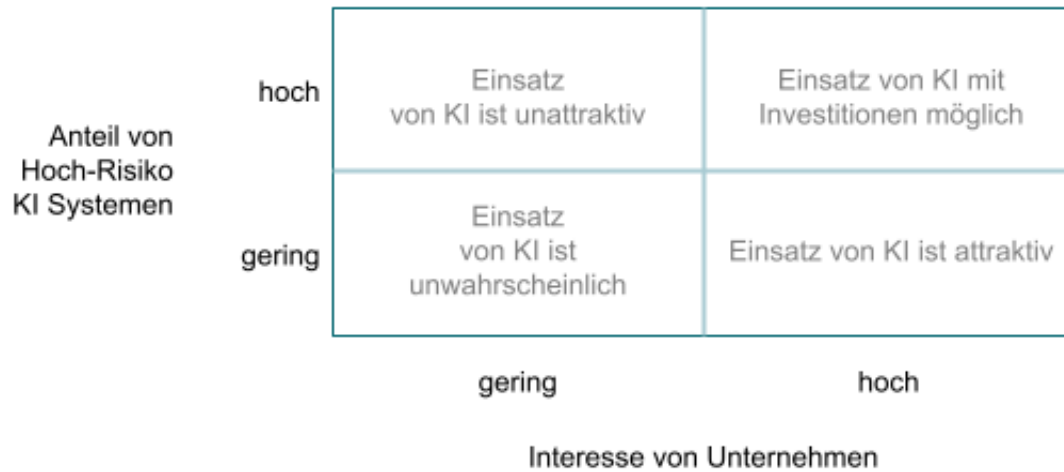 hoch
Einsatz
von KI ist unattraktiv
Einsatz von KI mit
Investitionen möglich
Anteil von
Hoch-Risiko
KI Systemen
gering
Einsatz
von KI ist
unwahrscheinlich
Einsatz von KI ist attraktiv
gering
hoch
Interesse von Unternehmen